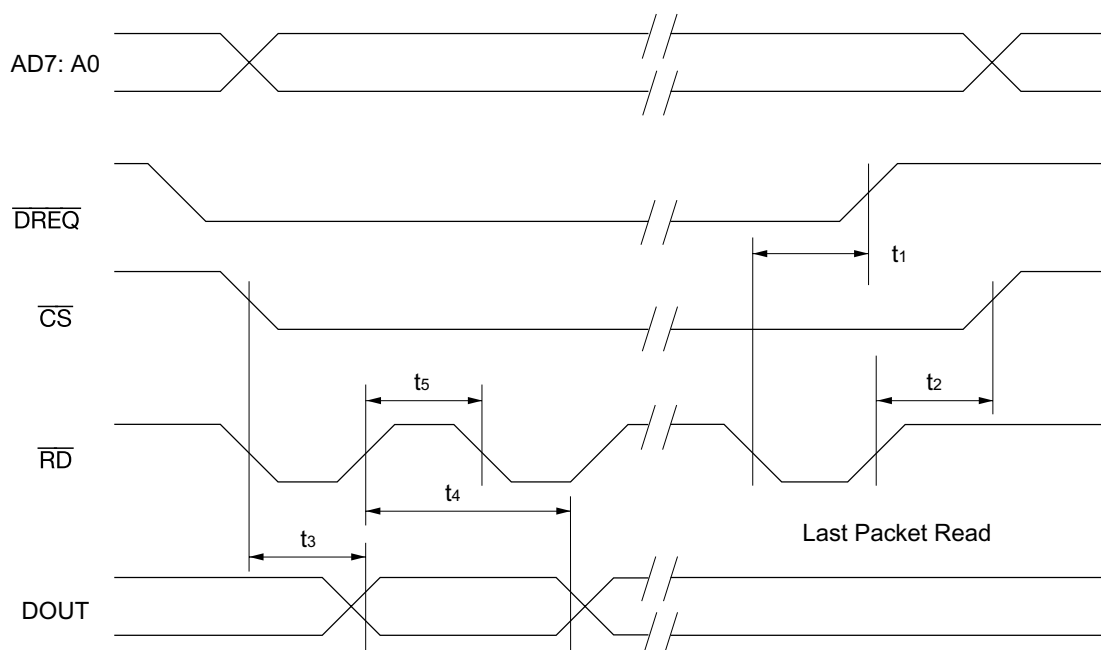 AD7: A0
DREQ
t1
CS
t5
t2
RD
t4
Last Packet Read
t3
DOUT